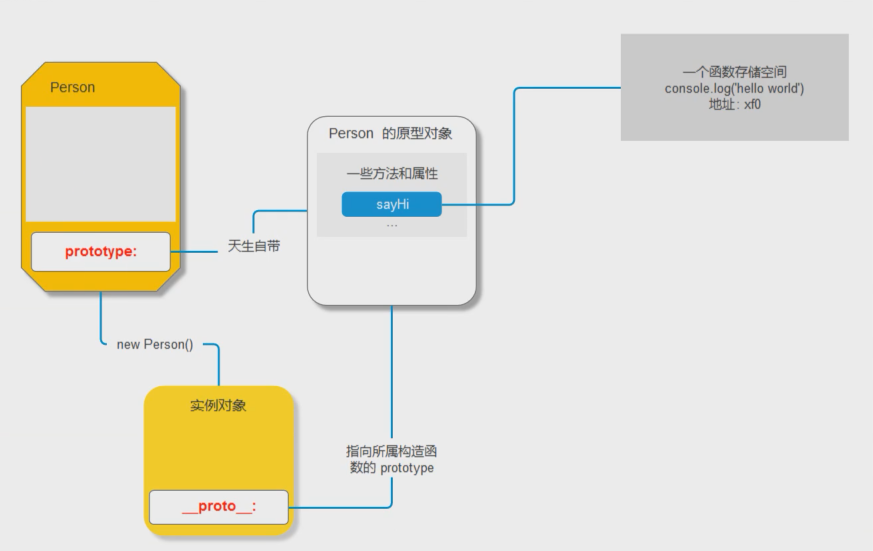 Person
prototype:
天生自带
Person 的原型对象
一些方法和属性
sayHi
...
一个函数存储空间
console.log('hello world')
地址: xf0
new Person()
实例对象
__proto__:
指向所属构造函
数的 prototype